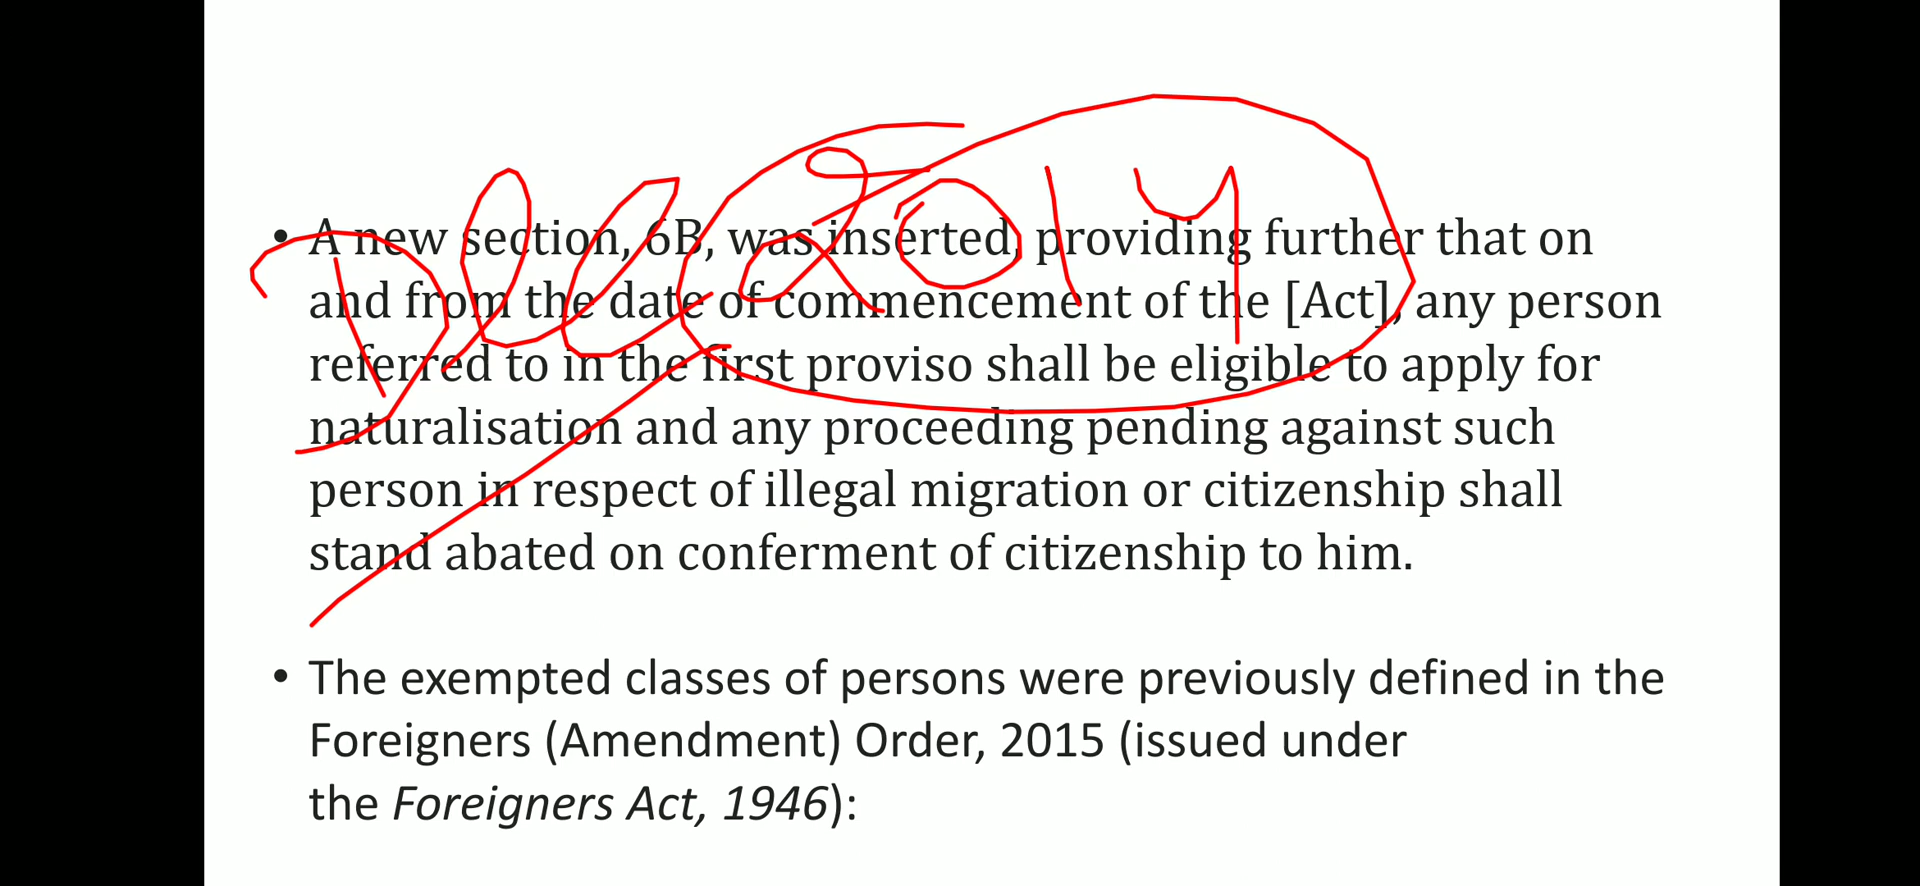 Dec 2014
• A new section, 6B, was inserted, providing further that on
and from the date of commencement of the [Act], any person
referred to in the first proviso shall be eligible to apply for
naturalisation and any proceeding pending against such
person in respect of illegal migration or citizenship shall
stand abated on conferment of citizenship to him.
• The exempted classes of persons were previously defined in the
Foreigners (Amendment) Order, 2015 (issued under
the Foreigners Act, 1946):